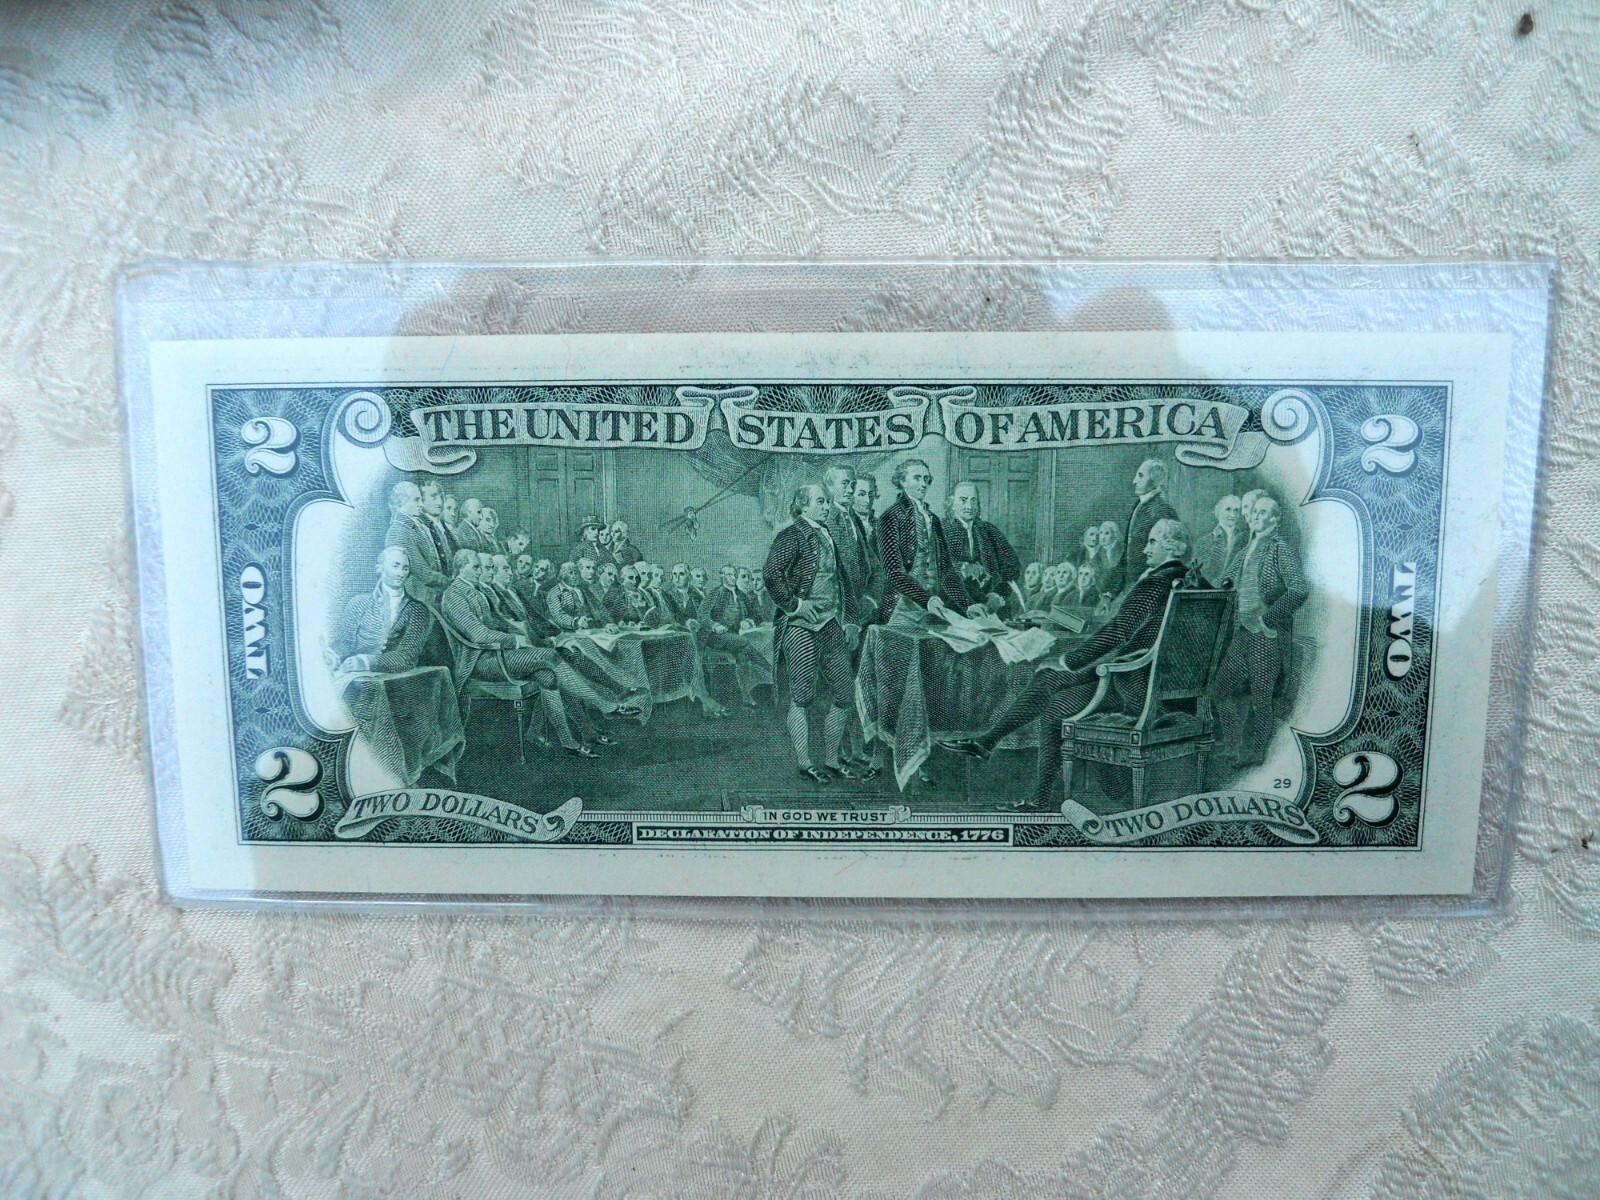 THE UNITED STATES OF AMERICA
2 2
TWO TWO
2 2
29
TWO DOLLARS TWO DOLLARS
IN GOD WE TRUST
DECLARATION OF INDEPENDENCE, 1776